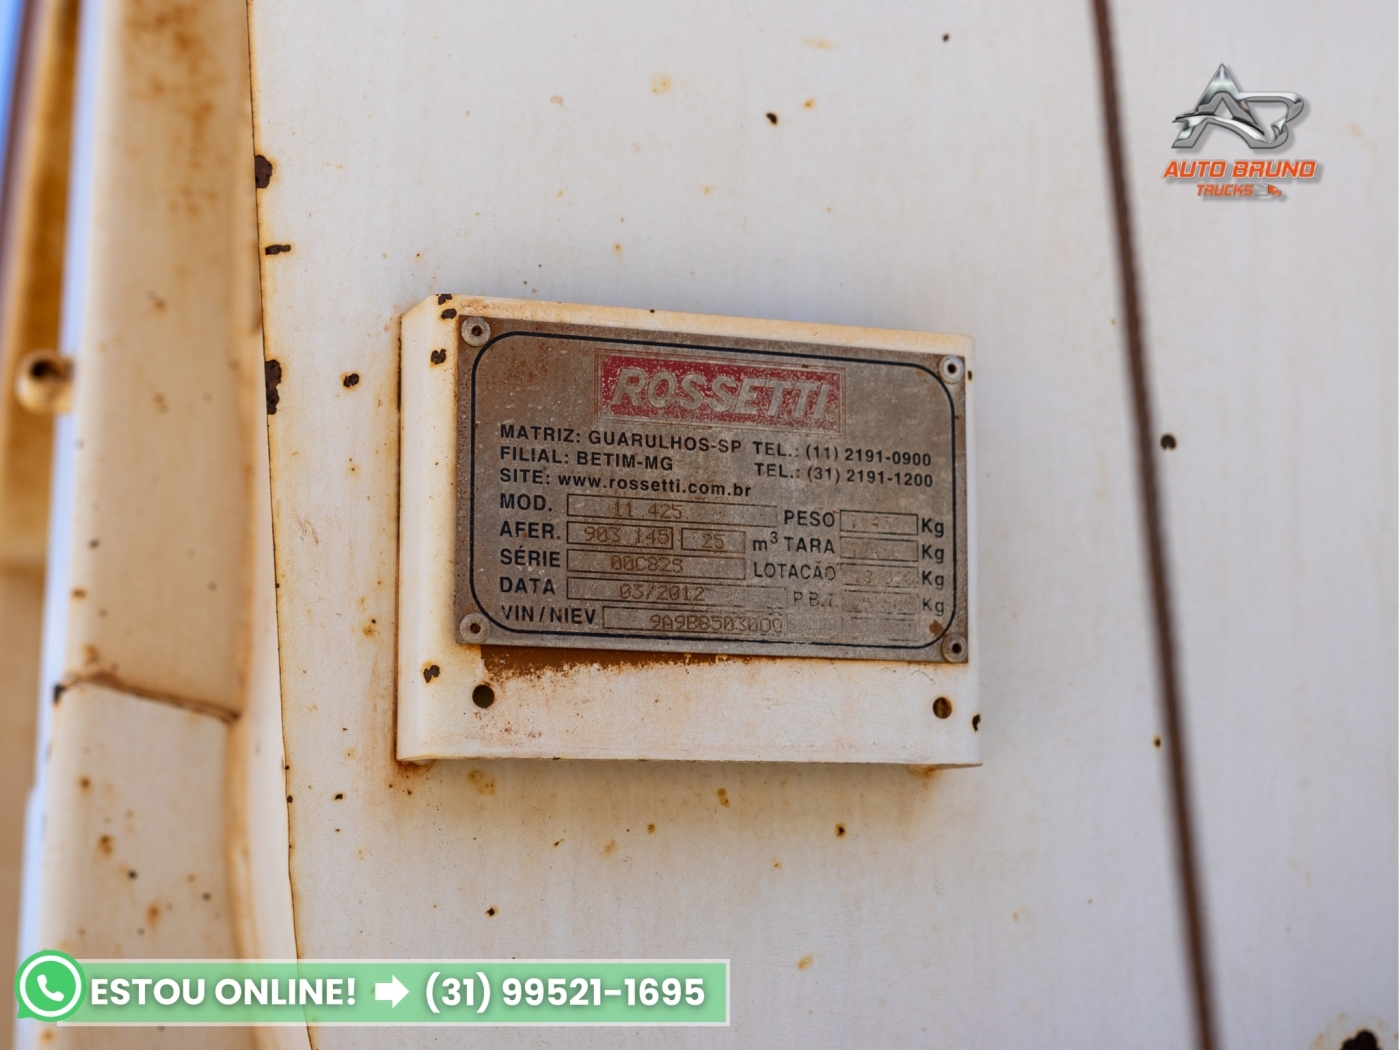 AUTO BRUNO
TRUCKS
ROSSETTI
MATRIZ: GUARULHOS-SP TEL.: (11) 2191-0900
FILIAL: BETIM-MG TEL.: (31) 2191-1200
SITE: www.rossetti.com.br
MOD. 11.425 PESO Kg
AFER. 903 145 25 m³ TARA Kg
SÉRIE LOTAÇÃO Kg
DATA 03/2012 P.B.T. Kg
VIN/NIEV
ESTOU ONLINE! (31) 99521-1695